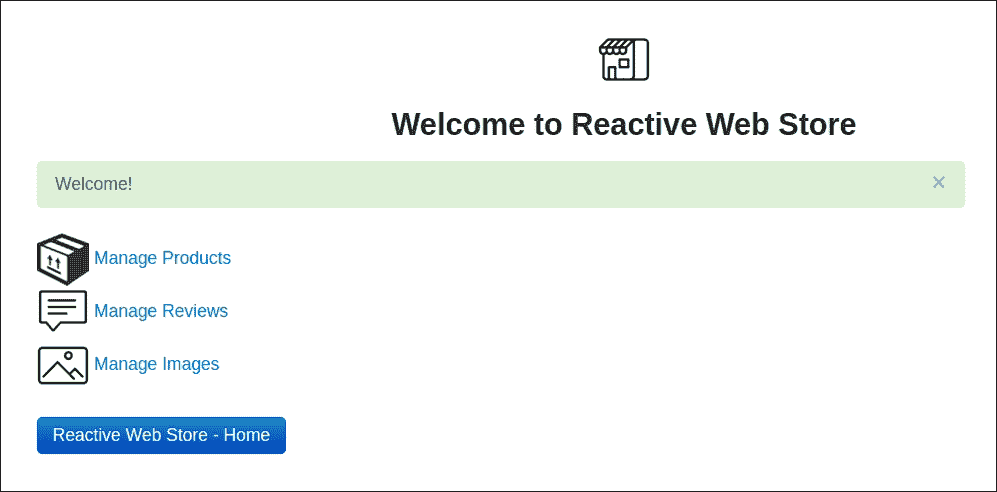 Welcome to Reactive Web Store
Welcome!
×
Manage Products
Manage Reviews
Manage Images
Reactive Web Store - Home